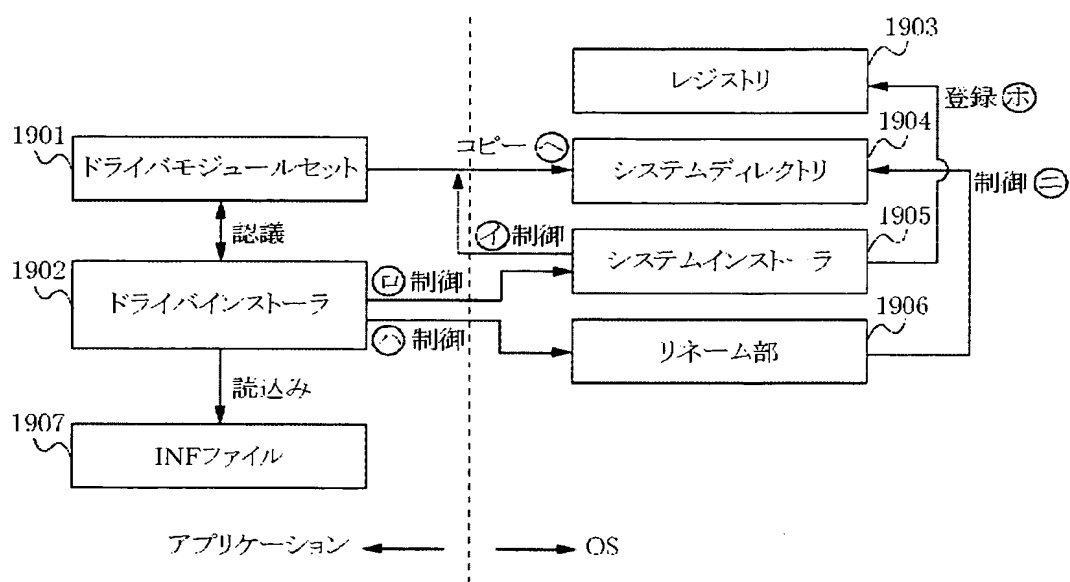 1903
レジストリ
登録 ホ
1901
ドライバモジュールセット
コピー ヘ
1904
システムディレクトリ
制御 ニ
認議
イ 制御
1905
システムインストーラ
1902
ドライバインストーラ
ロ 制御
ハ 制御
1906
リネーム部
読込み
1907
INFファイル
アプリケーション
OS